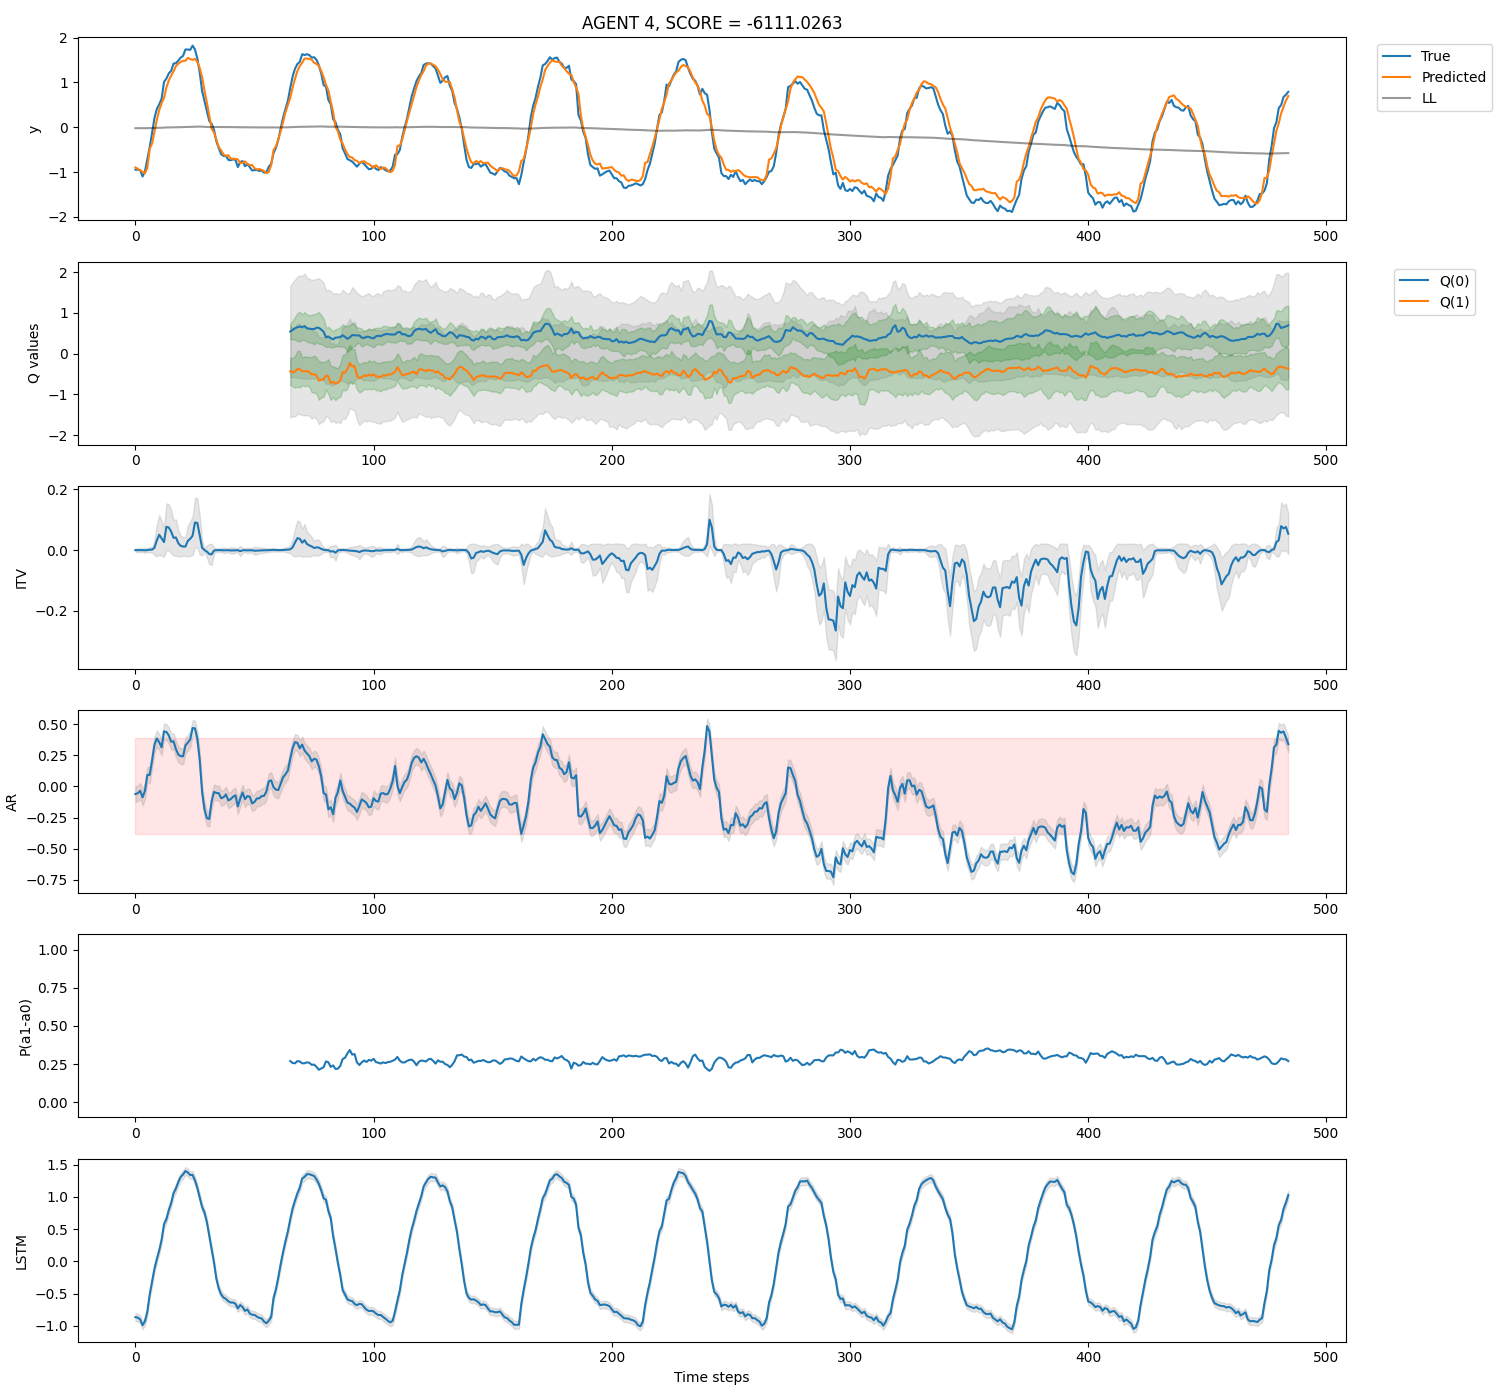 AGENT 4, SCORE = -6111.0263
y
2
1
0
−1
−2
0 100 200 300 400 500
True
Predicted
LL
Q values
2
1
0
−1
−2
0 100 200 300 400 500
Q(0)
Q(1)
ITV
0.2
0.0
−0.2
0 100 200 300 400 500
AR
0.50
0.25
0.00
−0.25
−0.50
−0.75
0 100 200 300 400 500
P(a1-a0)
1.00
0.75
0.50
0.25
0.00
0 100 200 300 400 500
LSTM
1.5
1.0
0.5
0.0
−0.5
−1.0
0 100 200 300 400 500
Time steps